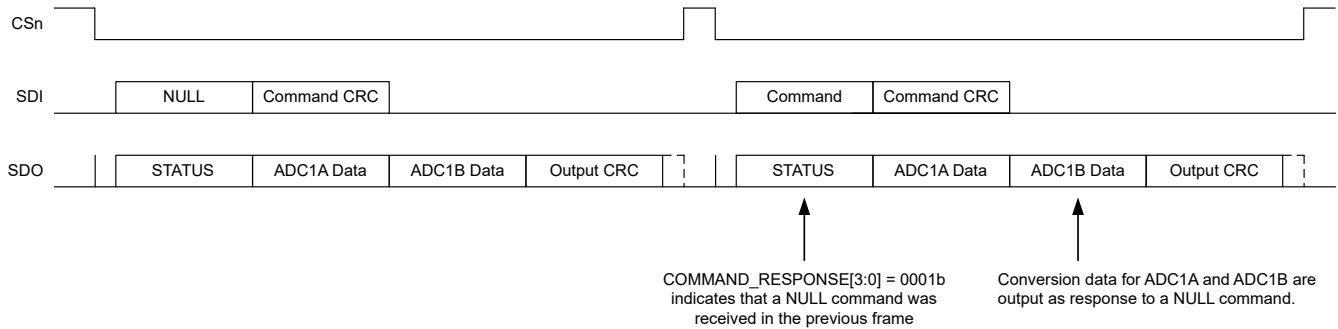 CSn
SDI
NULL
Command CRC
Command
Command CRC
SDO
STATUS
ADC1A Data
ADC1B Data
Output CRC
STATUS
ADC1A Data
ADC1B Data
Output CRC
COMMAND_RESPONSE[3:0] = 0001b
indicates that a NULL command was
received in the previous frame
Conversion data for ADC1A and ADC1B are
output as response to a NULL command.